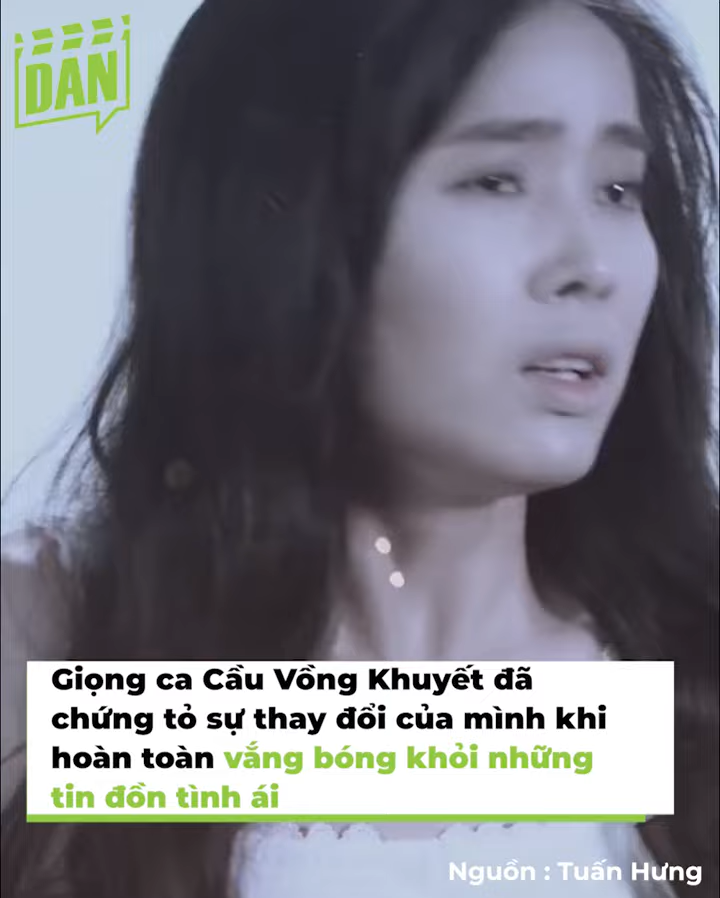 DAN
Giọng ca Cầu Vồng Khuyết đã
chứng tỏ sự thay đổi của mình khi
hoàn toàn vắng bóng khỏi những
tin đồn tình ái
Nguồn : Tuấn Hưng